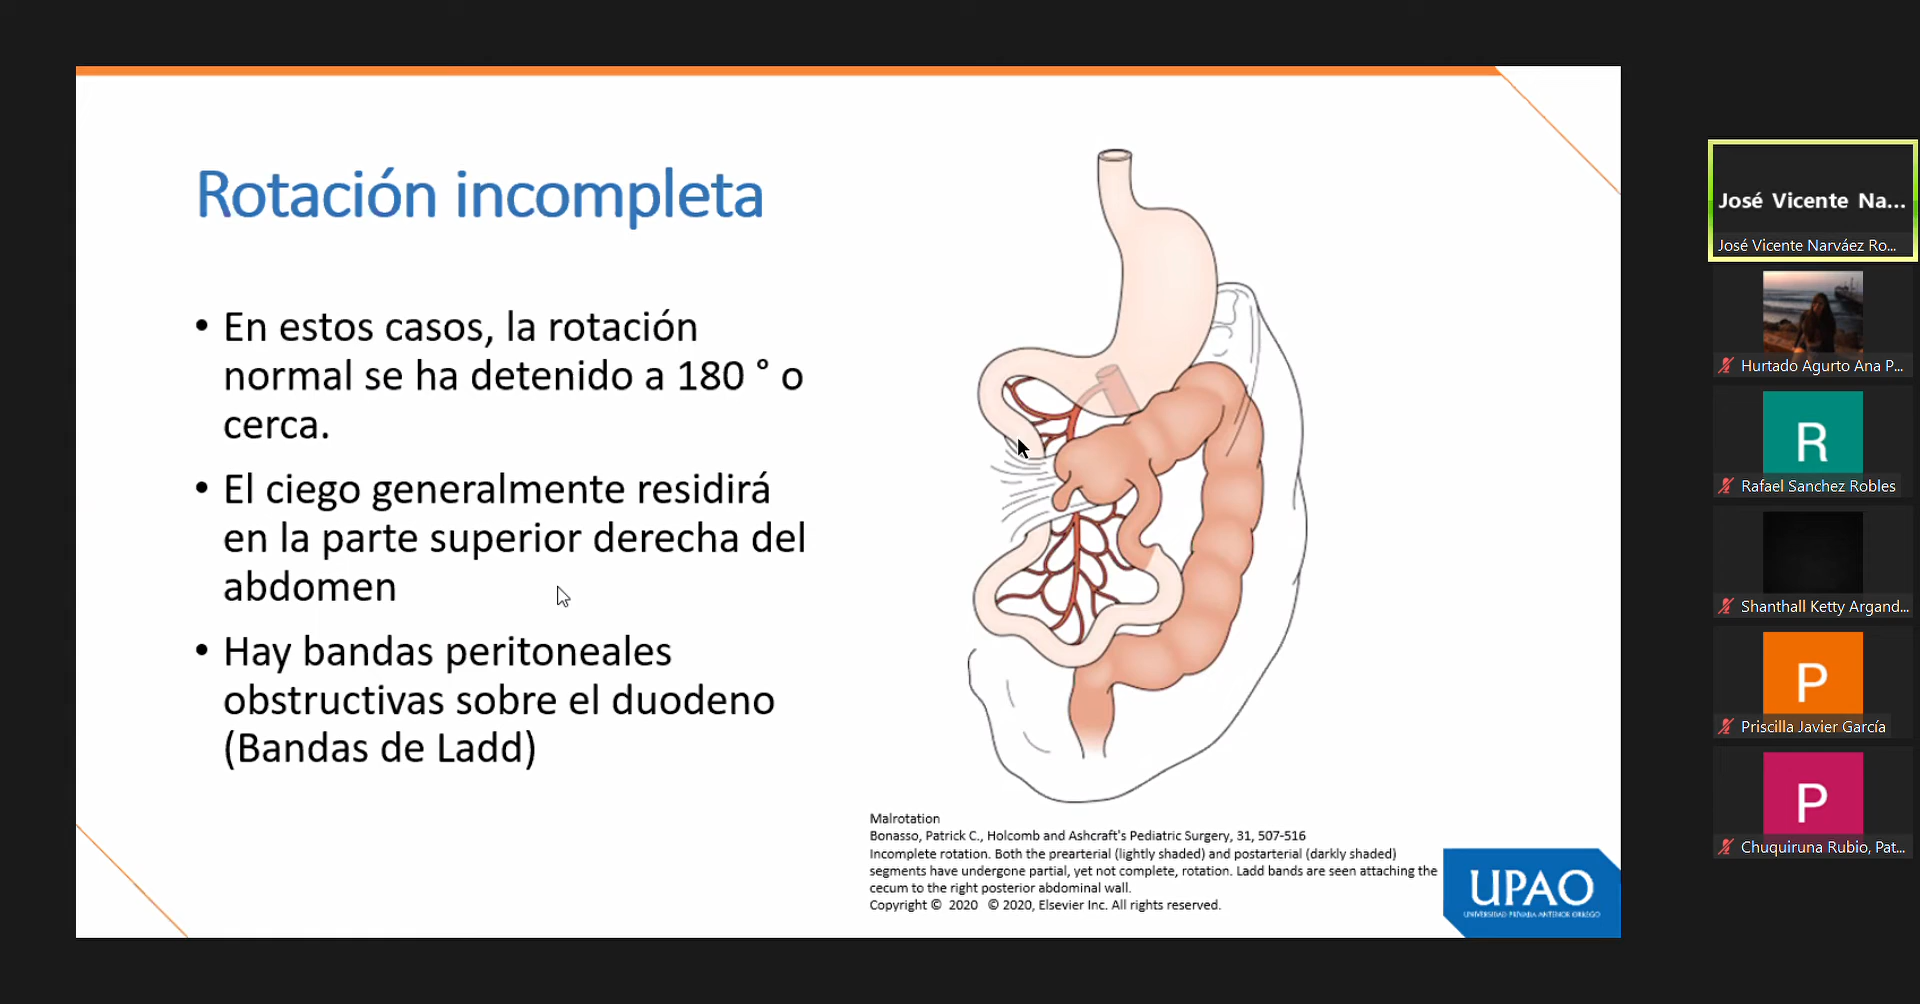 Rotación incompleta
• En estos casos, la rotación
normal se ha detenido a 180 ° o
cerca.
• El ciego generalmente residirá
en la parte superior derecha del
abdomen
• Hay bandas peritoneales
obstructivas sobre el duodeno
(Bandas de Ladd)
Malrotation
Bonasso, Patrick C., Holcomb and Ashcraft's Pediatric Surgery, 31, 507-516
Incomplete rotation. Both the prearterial (lightly shaded) and postarterial (darkly shaded)
segments have undergone partial, yet not complete, rotation. Ladd bands are seen attaching the
cecum to the right posterior abdominal wall.
Copyright © 2020 © 2020, Elsevier Inc. All rights reserved.
UPAO
UNIVERSIDAD PRIVADA ANTENOR ORREGO
José Vicente Na...
José Vicente Narváez Ro...
Hurtado Agurto Ana P...
R
Rafael Sanchez Robles
Shanthall Ketty Argand...
P
Priscilla Javier García
P
Chuquiruna Rubio, Pat...